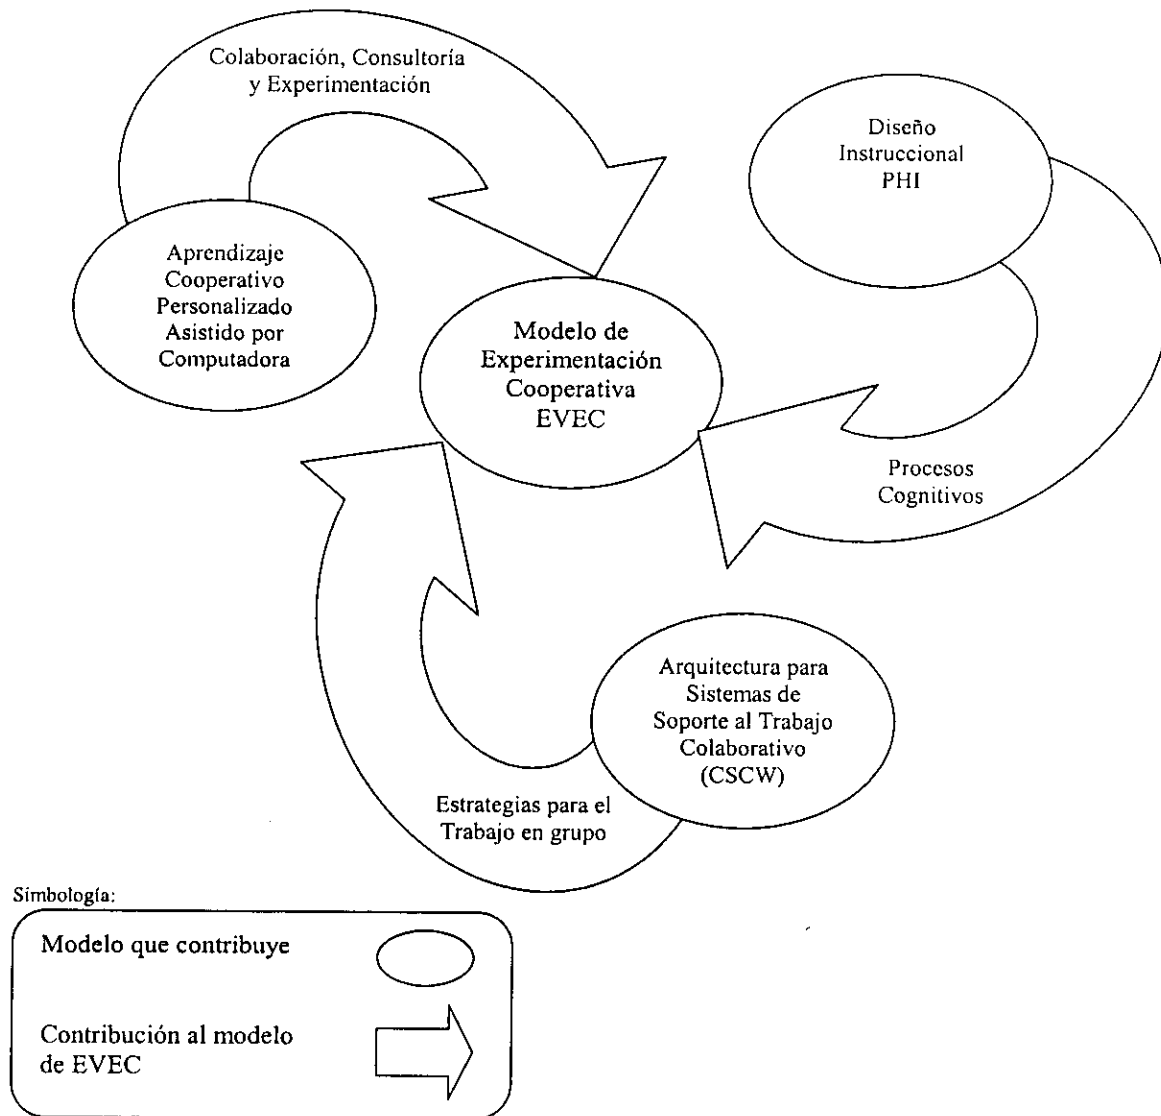 Colaboración, Consultoría
y Experimentación
Diseño
Instruccional
PHI
Aprendizaje
Cooperativo
Personalizado
Asistido por
Computadora
Modelo de
Experimentación
Cooperativa
EVEC
Procesos
Cognitivos
Arquitectura para
Sistemas de
Soporte al Trabajo
Colaborativo
(CSCW)
Estrategias para el
Trabajo en grupo
Simbología:
Modelo que contribuye
Contribución al modelo
de EVEC